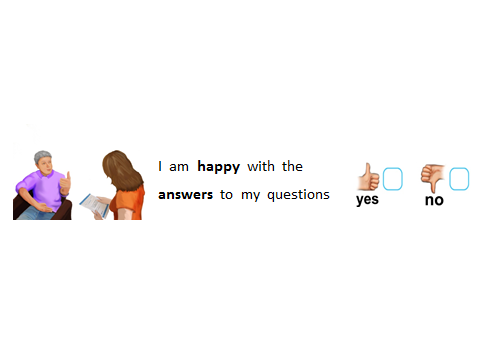 I am happy with the
answers to my questions
yes no